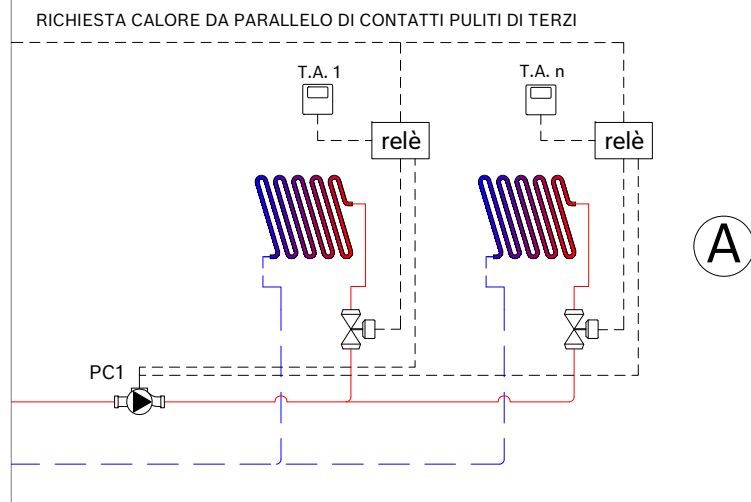 RICHIESTA CALORE DA PARALLELO DI CONTATTI PULITI DI TERZI
T.A. 1
T.A. n
relè
relè
A
PC1